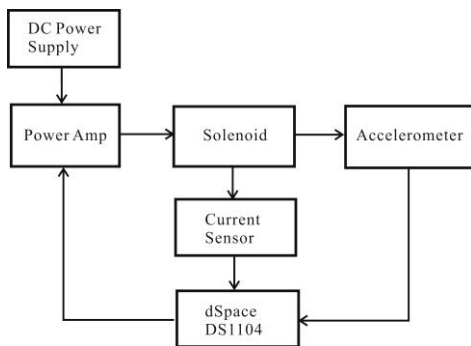 DC Power
Supply
Power Amp
Solenoid
Accelerometer
Current
Sensor
dSpace
DS1104